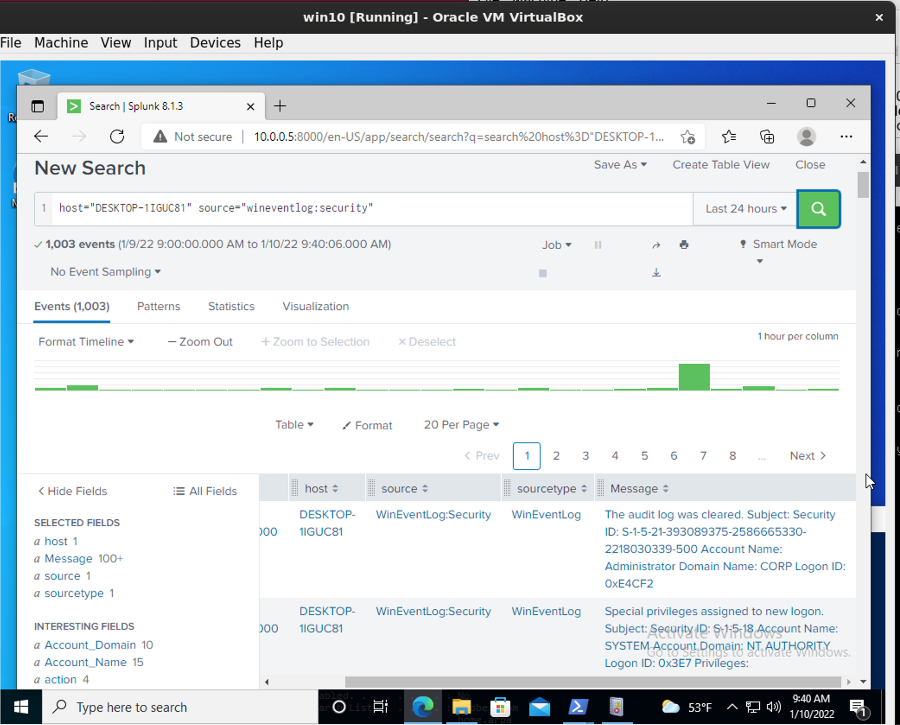 win10 [Running] - Oracle VM VirtualBox
File Machine View Input Devices Help
Search | Splunk 8.1.3
Not secure 10.0.0.5:8000/en-US/app/search/search?q=search%20host%3D"DESKTOP-1...
New Search
Save As Create Table View Close
1 host="DESKTOP-1IGUC81" source="wineventlog:security"
Last 24 hours
1,003 events (1/9/22 9:00:00.000 AM to 1/10/22 9:40:06.000 AM)
Job Smart Mode
No Event Sampling
Events (1,003) Patterns Statistics Visualization
Format Timeline — Zoom Out + Zoom to Selection × Deselect
1 hour per column
Table Format 20 Per Page
< Prev 1 2 3 4 5 6 7 8 ... Next >
< Hide Fields All Fields
host source sourcetype Message
SELECTED FIELDS
a host 1
a Message 100+
a source 1
a sourcetype 1
INTERESTING FIELDS
a Account_Domain 10
a Account_Name 15
a action 4
000 DESKTOP-1IGUC81 WinEventLog:Security WinEventLog
The audit log was cleared. Subject: Security
ID: S-1-5-21-393089375-2586665330-
2218030339-500 Account Name:
Administrator Domain Name: CORP Logon ID:
0xE4CF2
000 DESKTOP-1IGUC81 WinEventLog:Security WinEventLog
Special privileges assigned to new logon.
Subject: Security ID: S-1-5-18 Account Name:
SYSTEM Account Domain: NT AUTHORITY
Logon ID: 0x3E7 Privileges:
Activate Windows
Go to Settings to activate Windows.
Type here to search
53°F
9:40 AM
1/10/2022
1